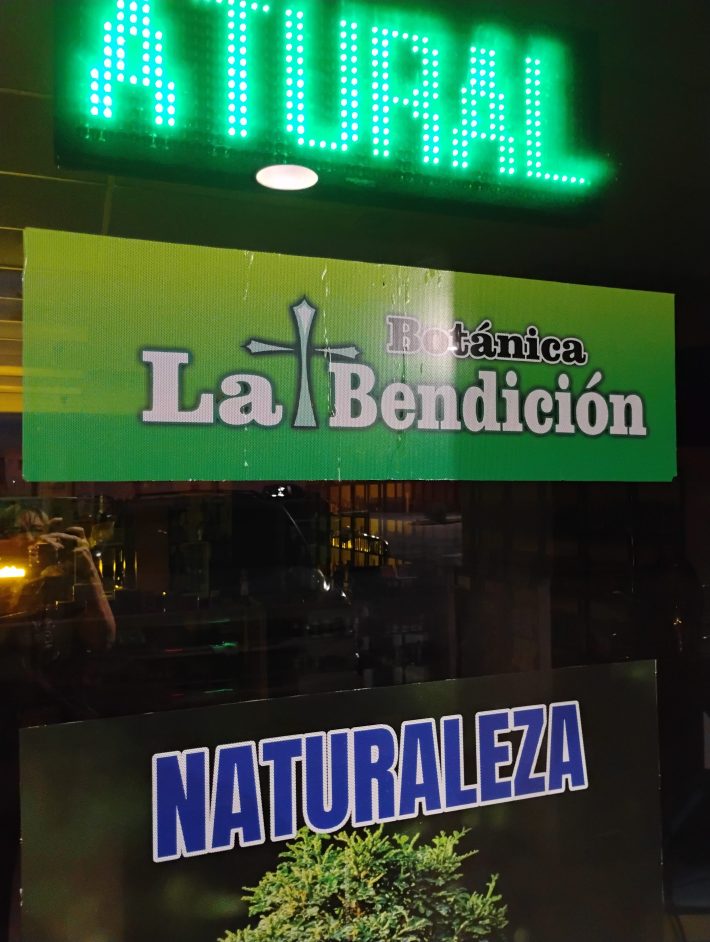 ATURAL
Botánica
La Bendición
NATURALEZA